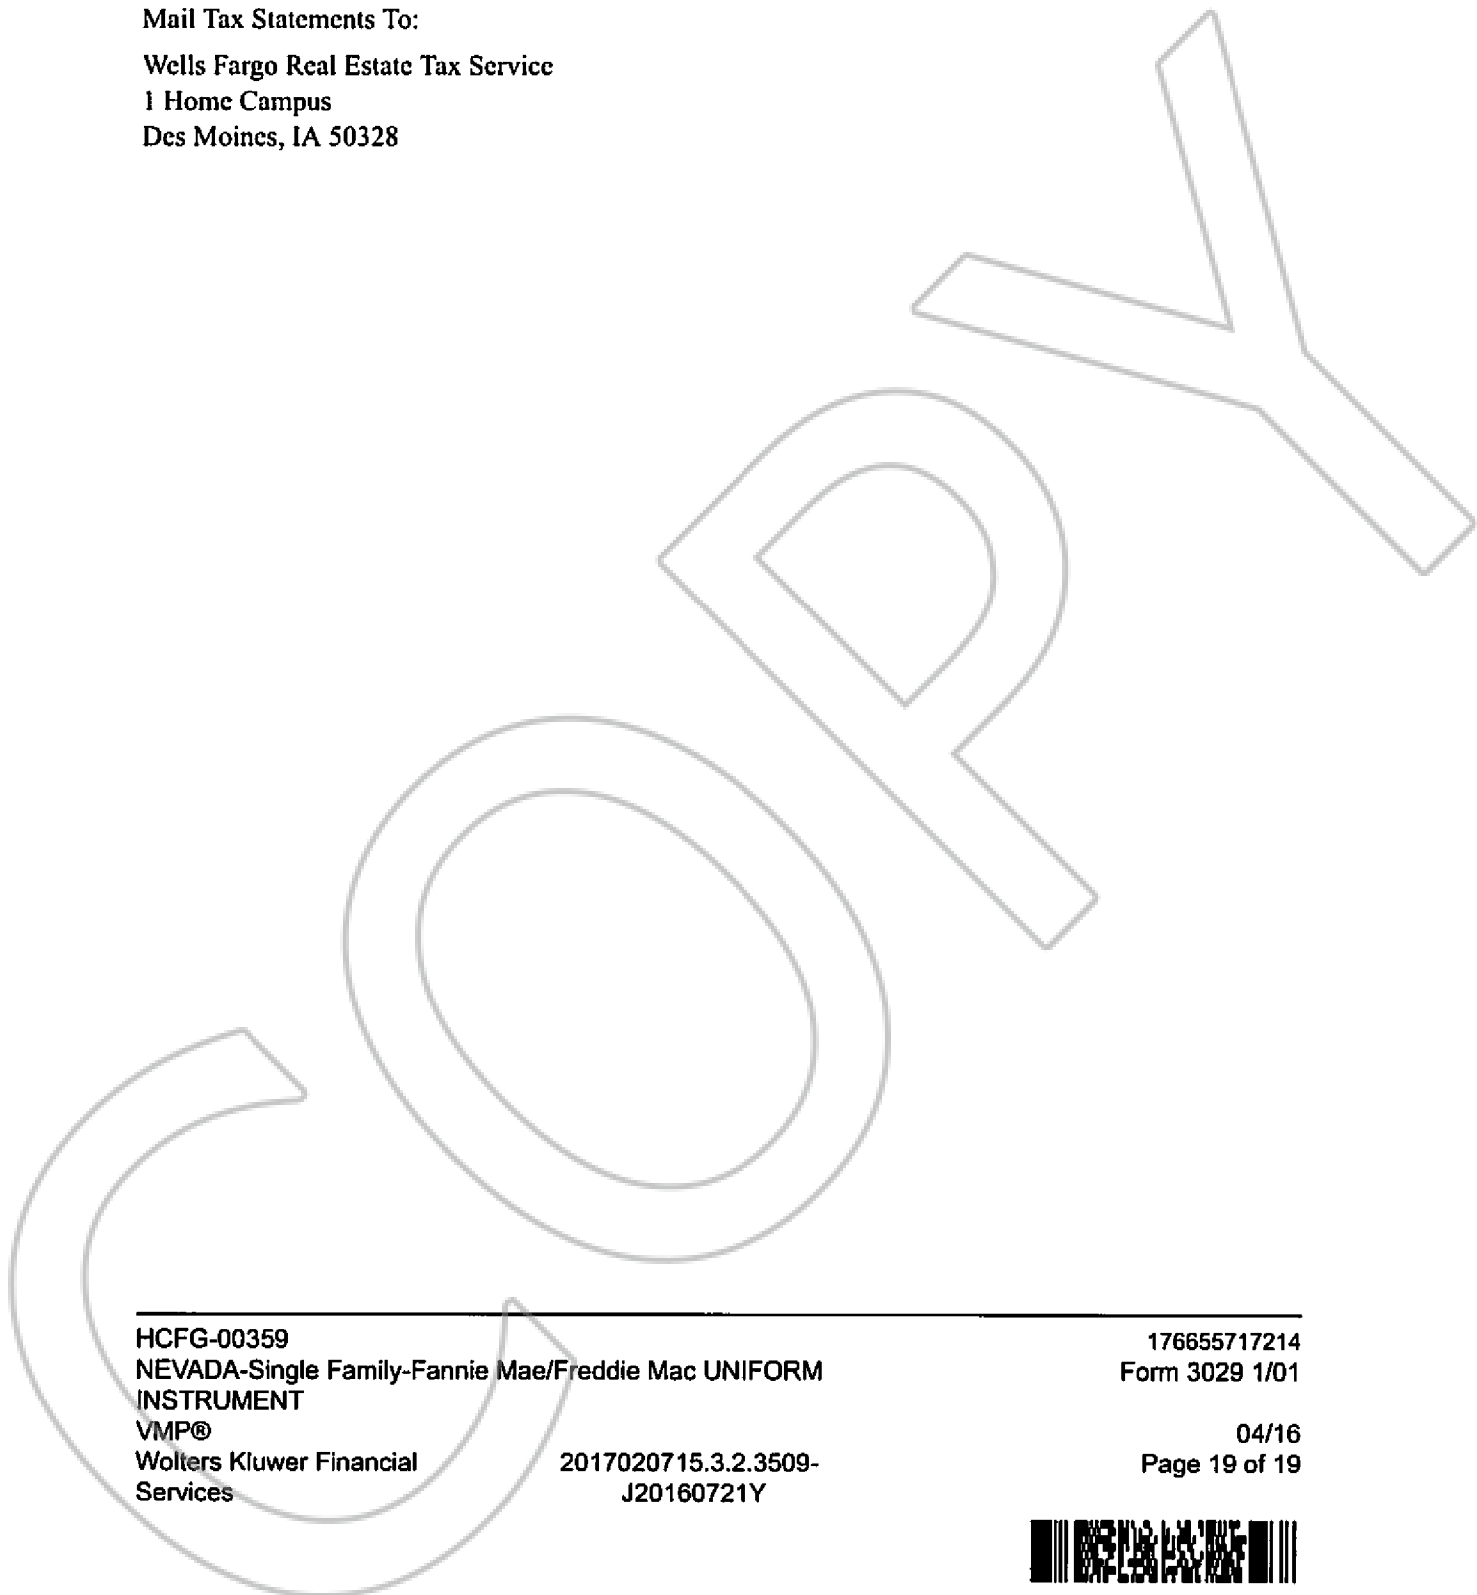 Mail Tax Statements To:
Wells Fargo Real Estate Tax Service
1 Home Campus
Des Moines, IA 50328
COPY
HCFG-00359 176655717214
NEVADA-Single Family-Fannie Mae/Freddie Mac UNIFORM Form 3029 1/01
INSTRUMENT
VMP® 04/16
Wolters Kluwer Financial 2017020715.3.2.3509- Page 19 of 19
Services J20160721Y